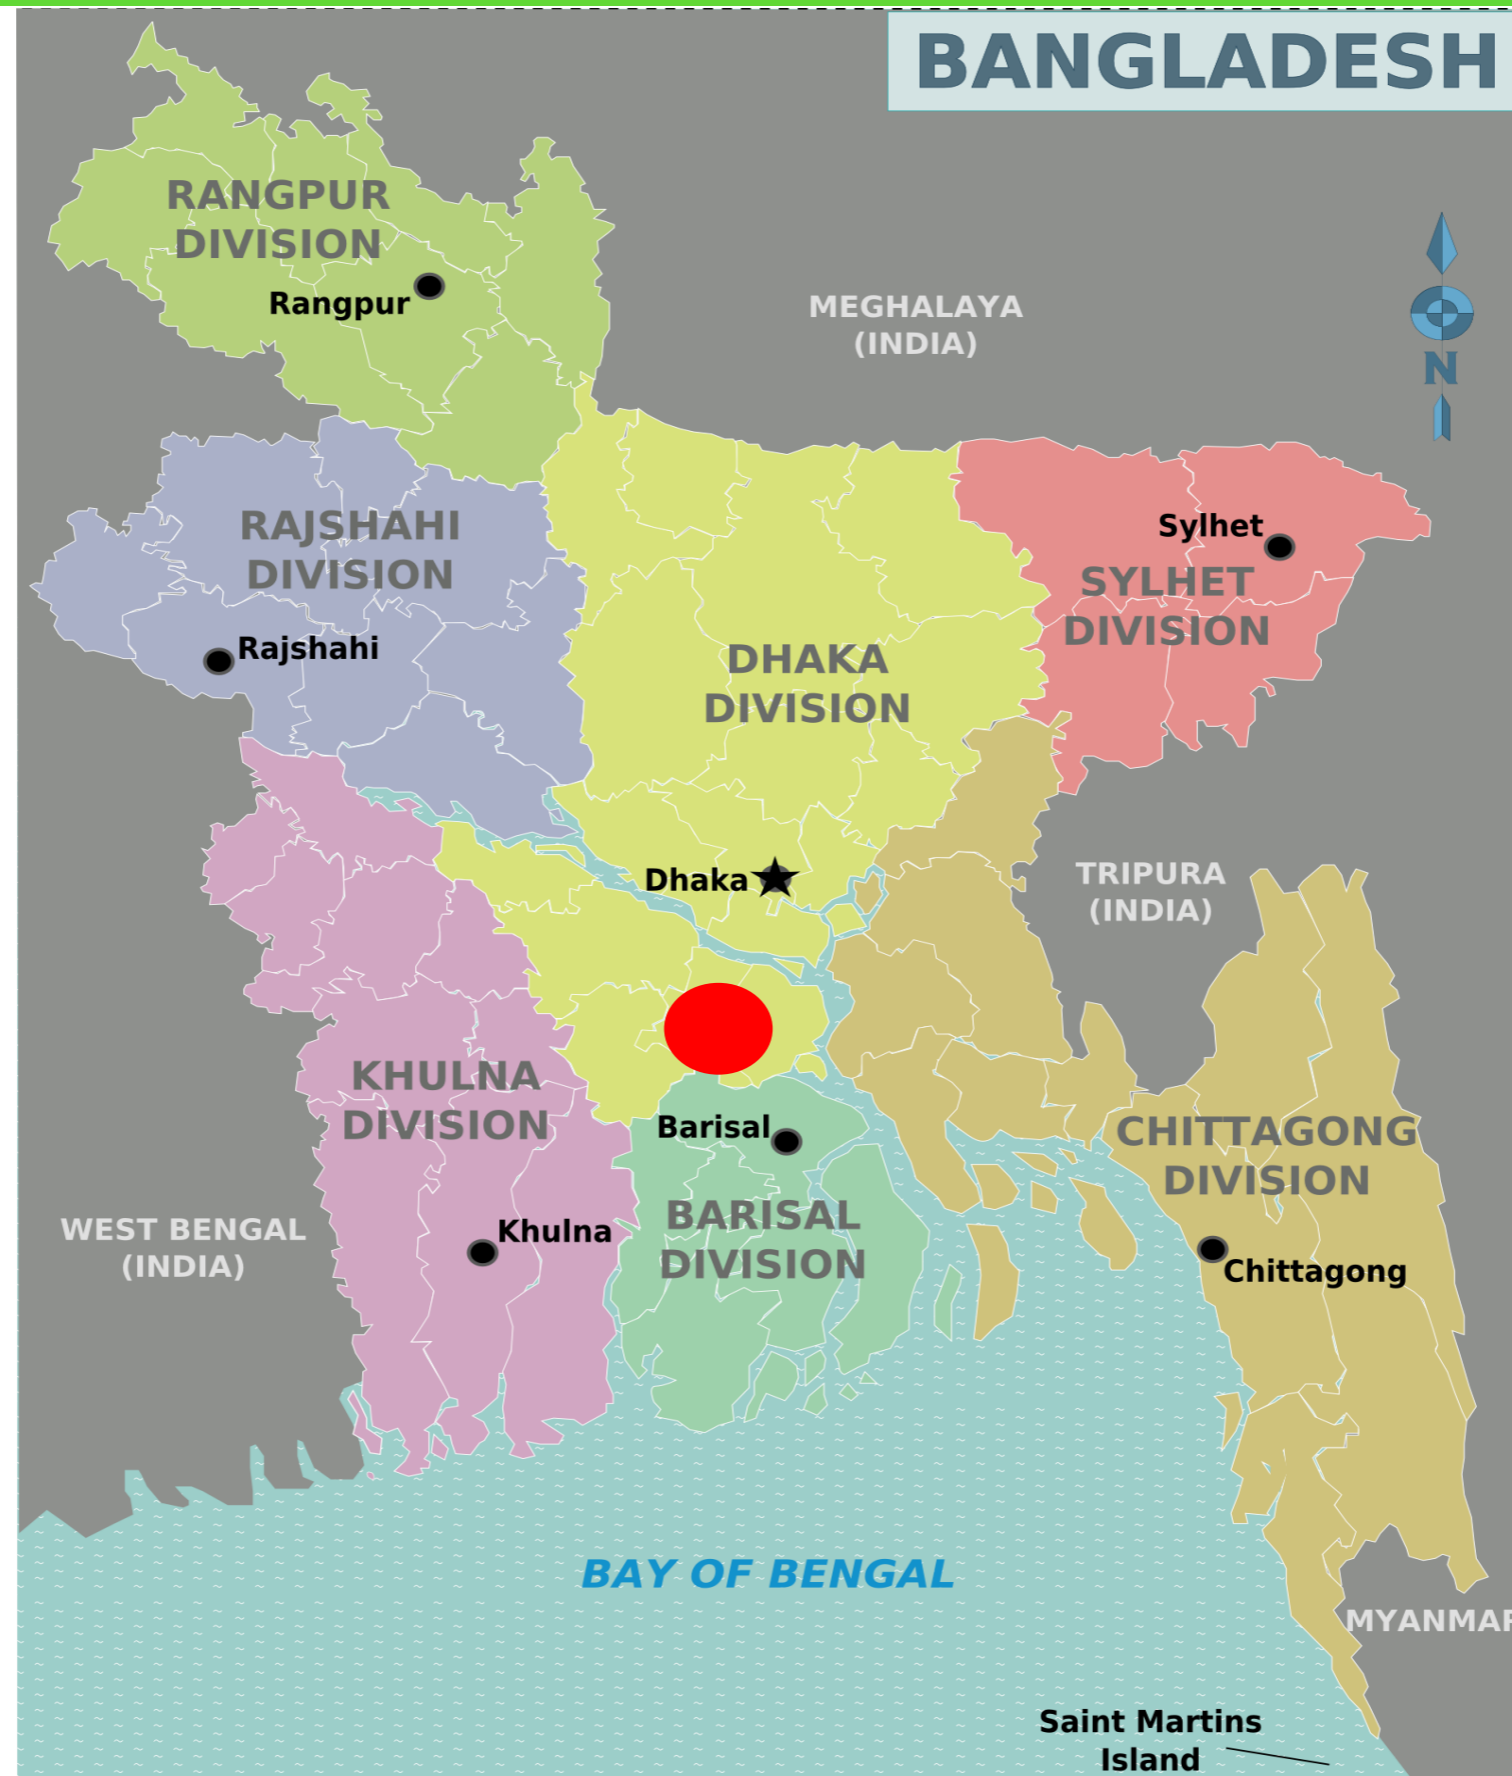 BANGLADESH
RANGPUR
DIVISION
Rangpur
MEGHALAYA
(INDIA)
N
RAJSHAHI
DIVISION
Rajshahi
Sylhet
SYLHET
DIVISION
DHAKA
DIVISION
Dhaka
TRIPURA
(INDIA)
KHULNA
DIVISION
Khulna
Barisal
BARISAL
DIVISION
CHITTAGONG
DIVISION
Chittagong
WEST BENGAL
(INDIA)
BAY OF BENGAL
MYANMAR
Saint Martins
Island